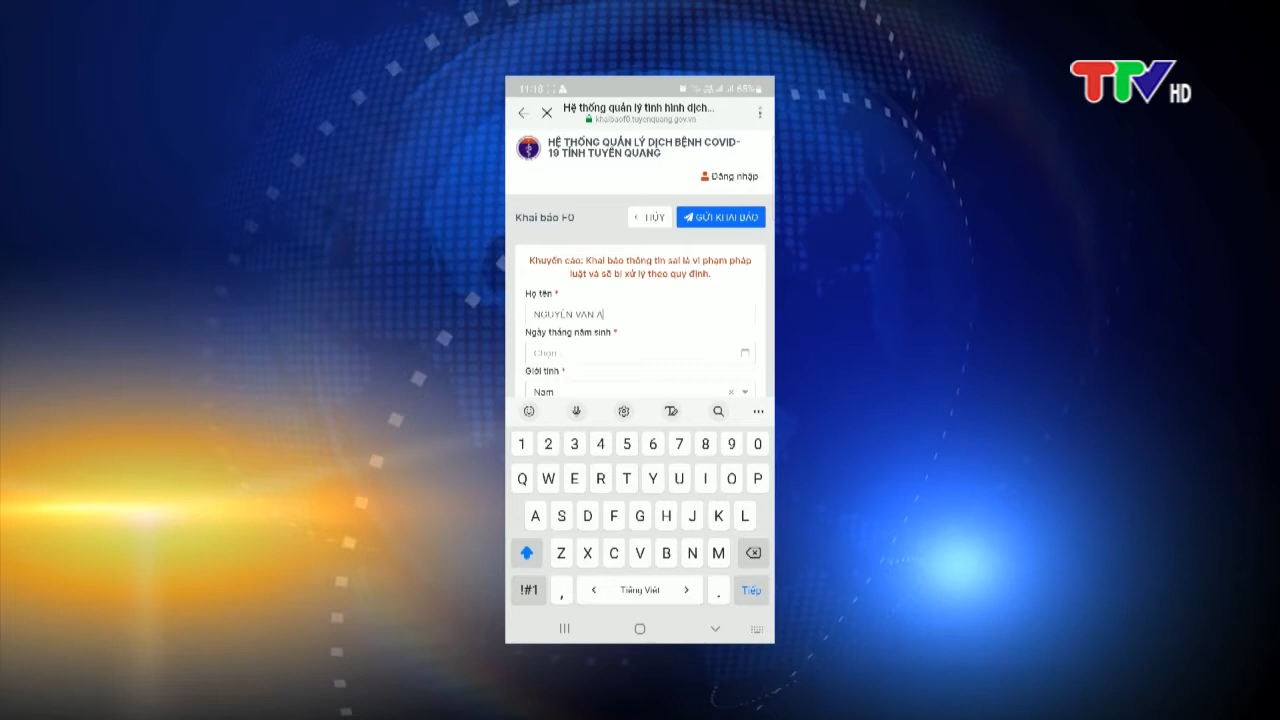 TTV HD
11:18
65%
Hệ thống quản lý tình hình dịch...
khaibaof0.tuyenquang.gov.vn
HỆ THỐNG QUẢN LÝ DỊCH BỆNH COVID-
19 TỈNH TUYÊN QUANG
Đăng nhập
Khai báo F0
‹ HỦY
GỬI KHAI BÁO
Khuyến cáo: Khai báo thông tin sai là vi phạm pháp
luật và sẽ bị xử lý theo quy định.
Họ tên *
NGUYỄN VĂN A
Ngày tháng năm sinh *
Chọn...
Giới tính *
Nam
1 2 3 4 5 6 7 8 9 0
Q W E R T Y U I O P
A S D F G H J K L
Z X C V B N M
!#1 , ‹ Tiếng Việt › . Tiếp